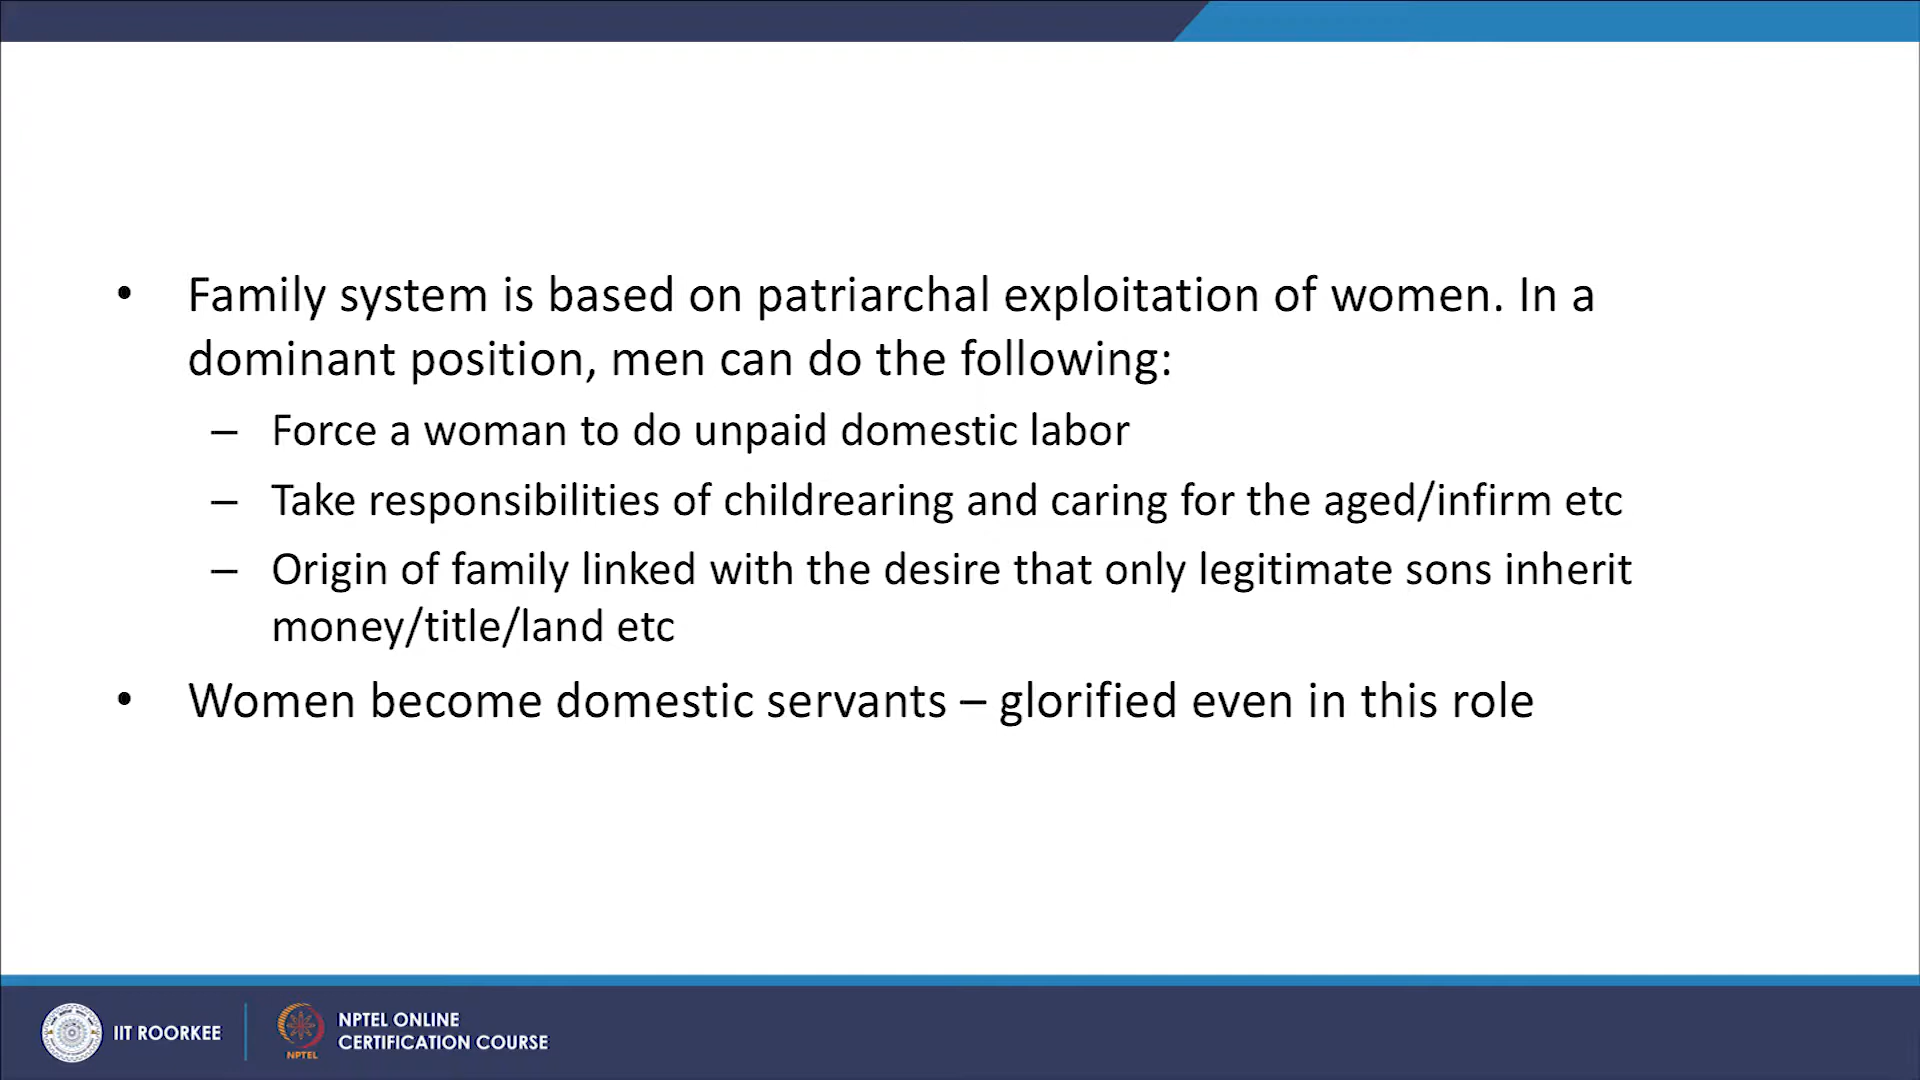 • Family system is based on patriarchal exploitation of women. In a
dominant position, men can do the following:
– Force a woman to do unpaid domestic labor
– Take responsibilities of childrearing and caring for the aged/infirm etc
– Origin of family linked with the desire that only legitimate sons inherit
money/title/land etc
• Women become domestic servants – glorified even in this role
IIT ROORKEE
NPTEL
NPTEL ONLINE
CERTIFICATION COURSE